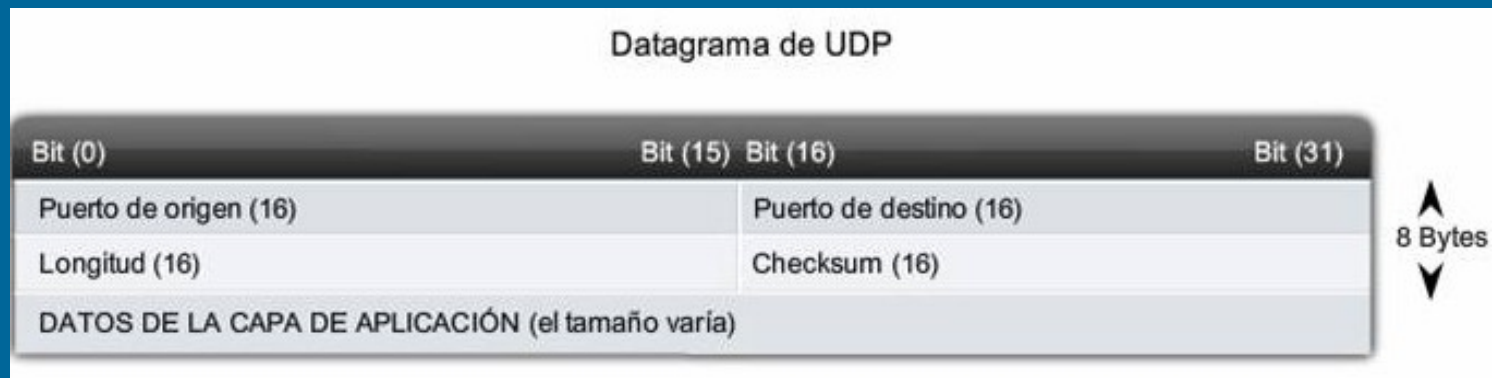 Datagrama de UDP
Bit (0) Bit (15) Bit (16) Bit (31)
Puerto de origen (16) Puerto de destino (16)
8 Bytes
Longitud (16) Checksum (16)
DATOS DE LA CAPA DE APLICACIÓN (el tamaño varía)